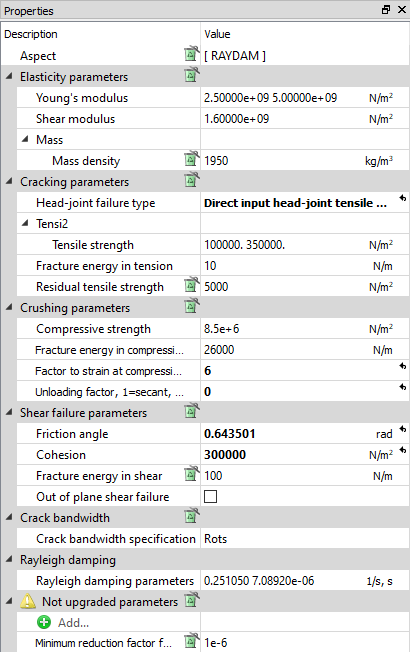 Properties
Description Value
Aspect [ RAYDAM ]
Elasticity parameters
Young's modulus 2.50000e+09 5.00000e+09 N/m²
Shear modulus 1.60000e+09 N/m²
Mass
Mass density 1950 kg/m³
Cracking parameters
Head-joint failure type Direct input head-joint tensile ...
Tensi2
Tensile strength 100000. 350000. N/m²
Fracture energy in tension 10 N/m
Residual tensile strength 5000 N/m²
Crushing parameters
Compressive strength 8.5e+6 N/m²
Fracture energy in compressi... 26000 N/m
Factor to strain at compressi... 6
Unloading factor, 1=secant, ... 0
Shear failure parameters
Friction angle 0.643501 rad
Cohesion 300000 N/m²
Fracture energy in shear 100 N/m
Out of plane shear failure
Crack bandwidth
Crack bandwidth specification Rots
Rayleigh damping
Rayleigh damping parameters 0.251050 7.08920e-06 1/s, s
Not upgraded parameters
Add...
Minimum reduction factor f... 1e-6